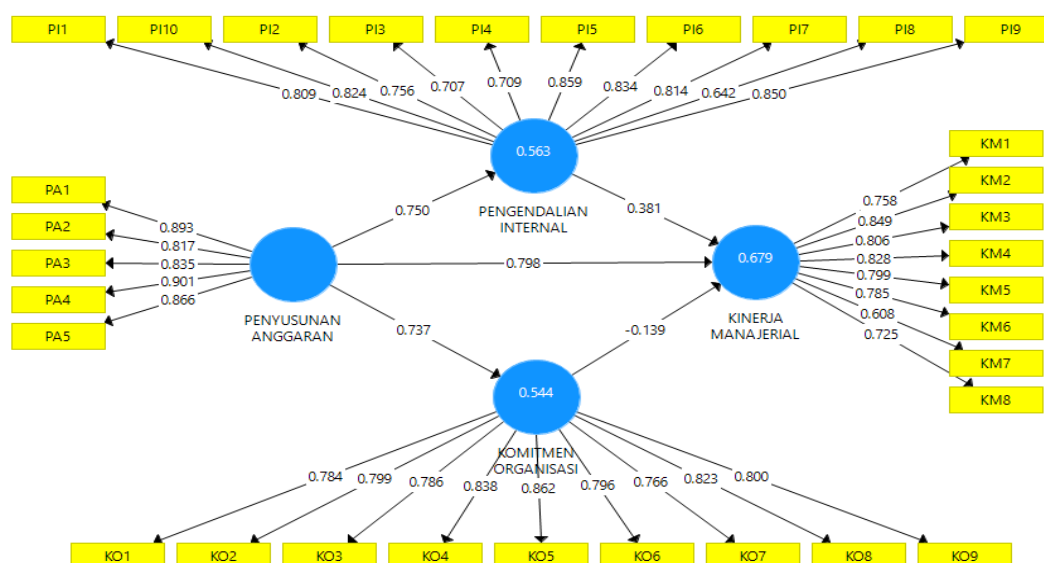 PI1 PI10 PI2 PI3 PI4 PI5 PI6 PI7 PI8 PI9
0.809 0.824 0.756 0.707 0.709 0.859 0.834 0.814 0.642 0.850
0.563
PENGENDALIAN
INTERNAL
PA1
PA2
PA3
PA4
PA5
0.893
0.817
0.835
0.901
0.866
PENYUSUNAN
ANGGARAN
0.750
0.381
0.798
0.737
-0.139
0.679
KINERJA
MANAJERIAL
0.758
0.849
0.806
0.828
0.799
0.785
0.608
0.725
KM1
KM2
KM3
KM4
KM5
KM6
KM7
KM8
0.544
KOMITMEN
ORGANISASI
0.784 0.799 0.786 0.838 0.862 0.796 0.766 0.823 0.800
KO1 KO2 KO3 KO4 KO5 KO6 KO7 KO8 KO9